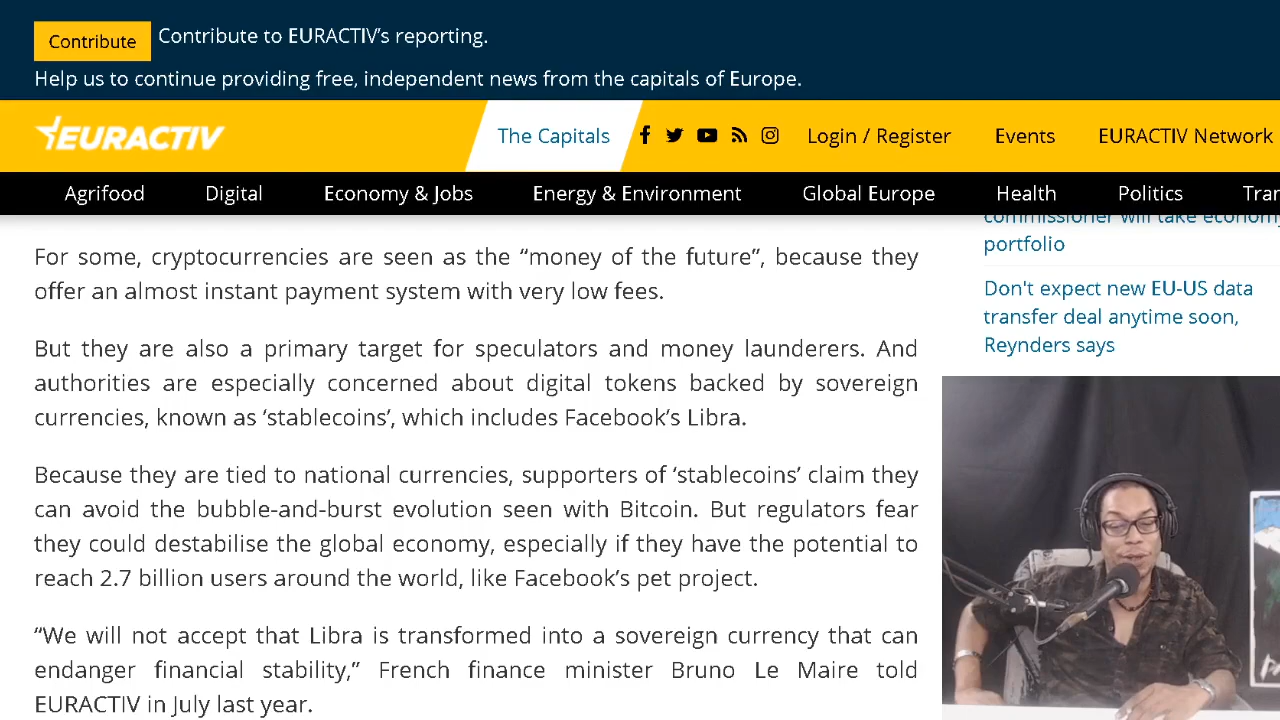 Contribute
Contribute to EURACTIV's reporting.
Help us to continue providing free, independent news from the capitals of Europe.
EURACTIV
The Capitals
Login / Register
Events
EURACTIV Network
Agrifood
Digital
Economy & Jobs
Energy & Environment
Global Europe
Health
Politics
Tran
commissioner will take economy
portfolio
Don't expect new EU-US data
transfer deal anytime soon,
Reynders says
For some, cryptocurrencies are seen as the “money of the future”, because they
offer an almost instant payment system with very low fees.
But they are also a primary target for speculators and money launderers. And
authorities are especially concerned about digital tokens backed by sovereign
currencies, known as ‘stablecoins’, which includes Facebook’s Libra.
Because they are tied to national currencies, supporters of ‘stablecoins’ claim they
can avoid the bubble-and-burst evolution seen with Bitcoin. But regulators fear
they could destabilise the global economy, especially if they have the potential to
reach 2.7 billion users around the world, like Facebook’s pet project.
“We will not accept that Libra is transformed into a sovereign currency that can
endanger financial stability,” French finance minister Bruno Le Maire told
EURACTIV in July last year.